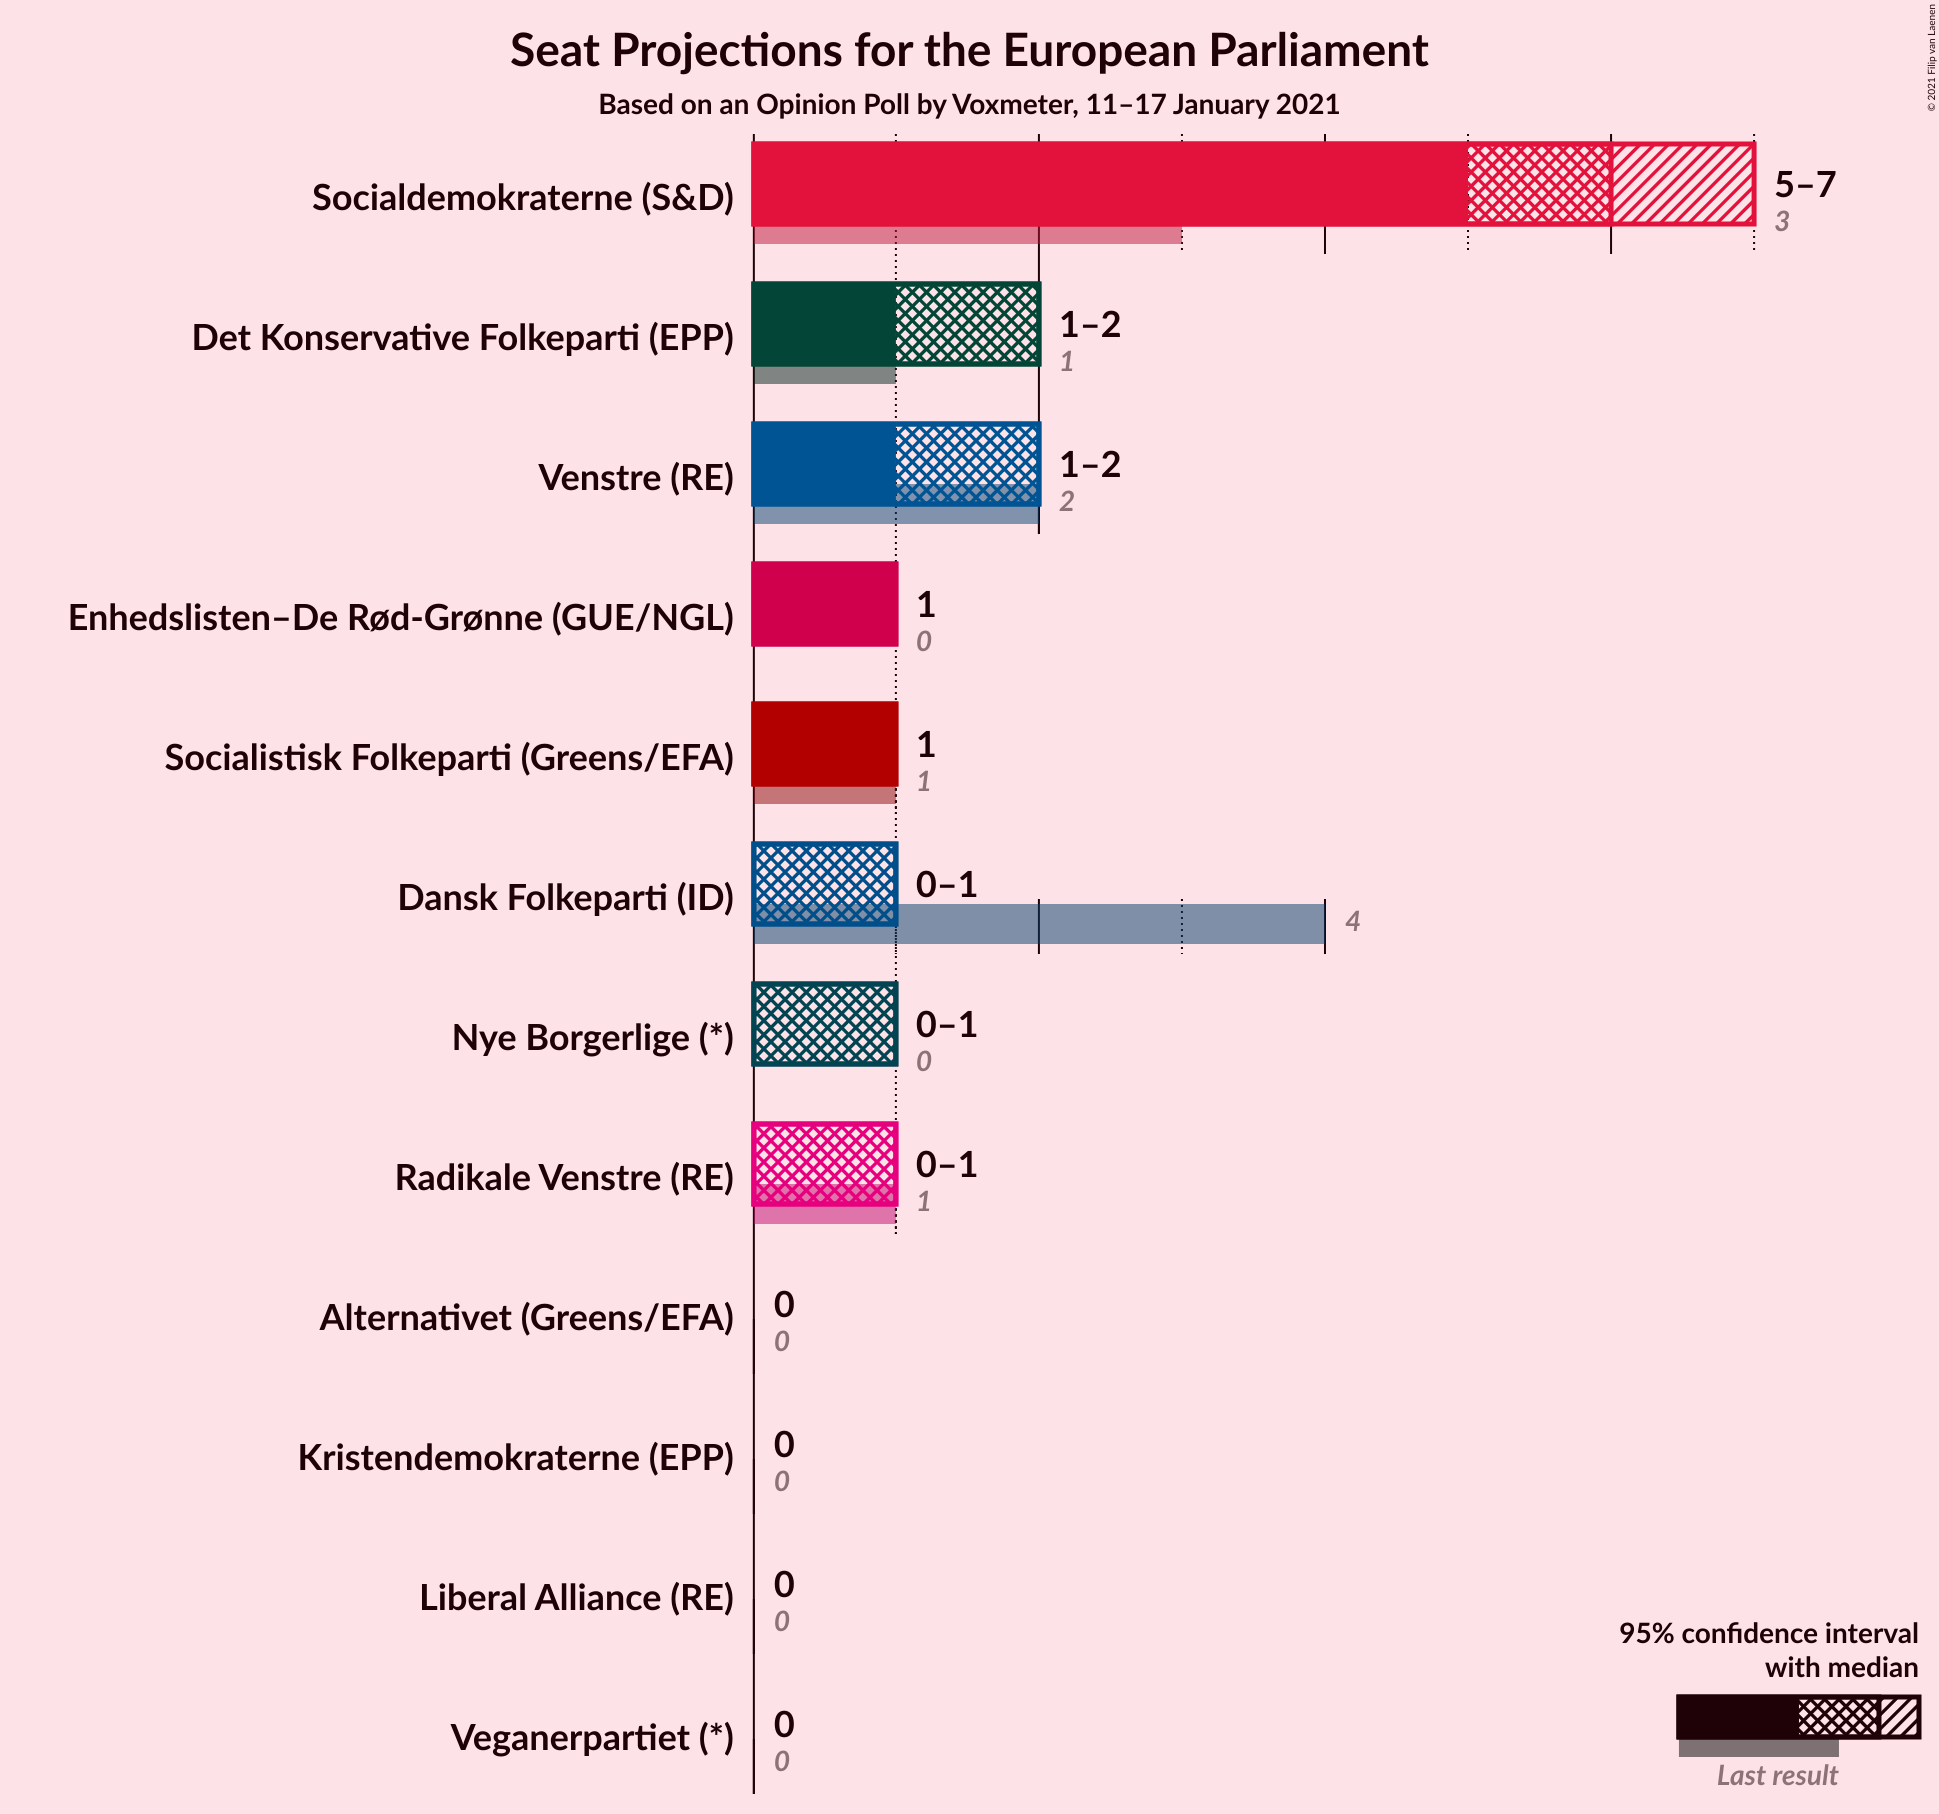 Seat Projections for the European Parliament
Based on an Opinion Poll by Voxmeter, 11–17 January 2021
© 2021 Filip van Laenen
Socialdemokraterne (S&D)
5–7
3
Det Konservative Folkeparti (EPP)
1–2
1
Venstre (RE)
1–2
2
Enhedslisten–De Rød-Grønne (GUE/NGL)
1
0
Socialistisk Folkeparti (Greens/EFA)
1
1
Dansk Folkeparti (ID)
0–1
4
Nye Borgerlige (*)
0–1
0
Radikale Venstre (RE)
0–1
1
Alternativet (Greens/EFA)
0
0
Kristendemokraterne (EPP)
0
0
Liberal Alliance (RE)
0
0
Veganerpartiet (*)
0
0
95% confidence interval
with median
Last result